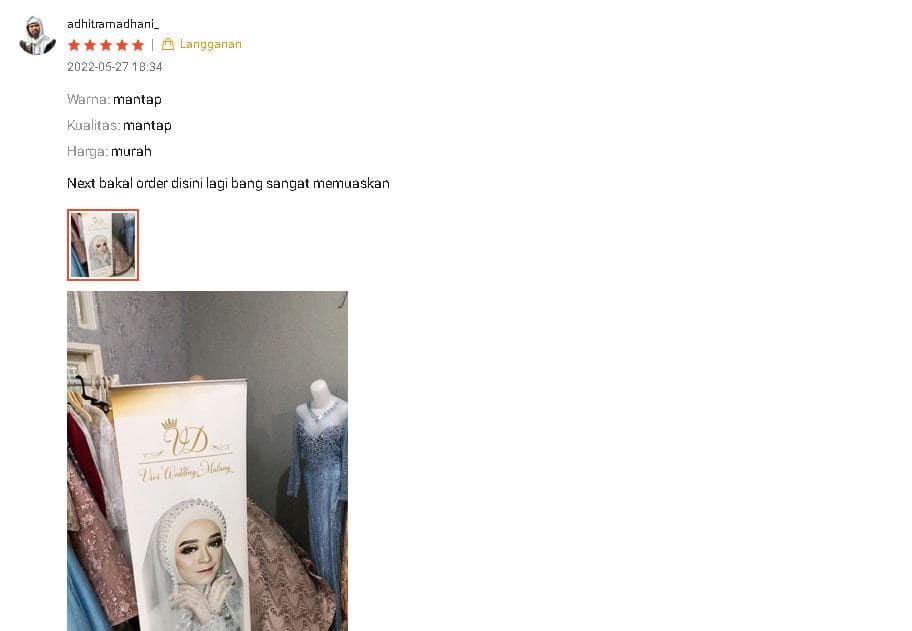 adhitramadhani_
| Langganan
2022-05-27 18:34
Warna: mantap
Kualitas: mantap
Harga: murah
Next bakal order disini lagi bang sangat memuaskan
VD
Wedding Malang